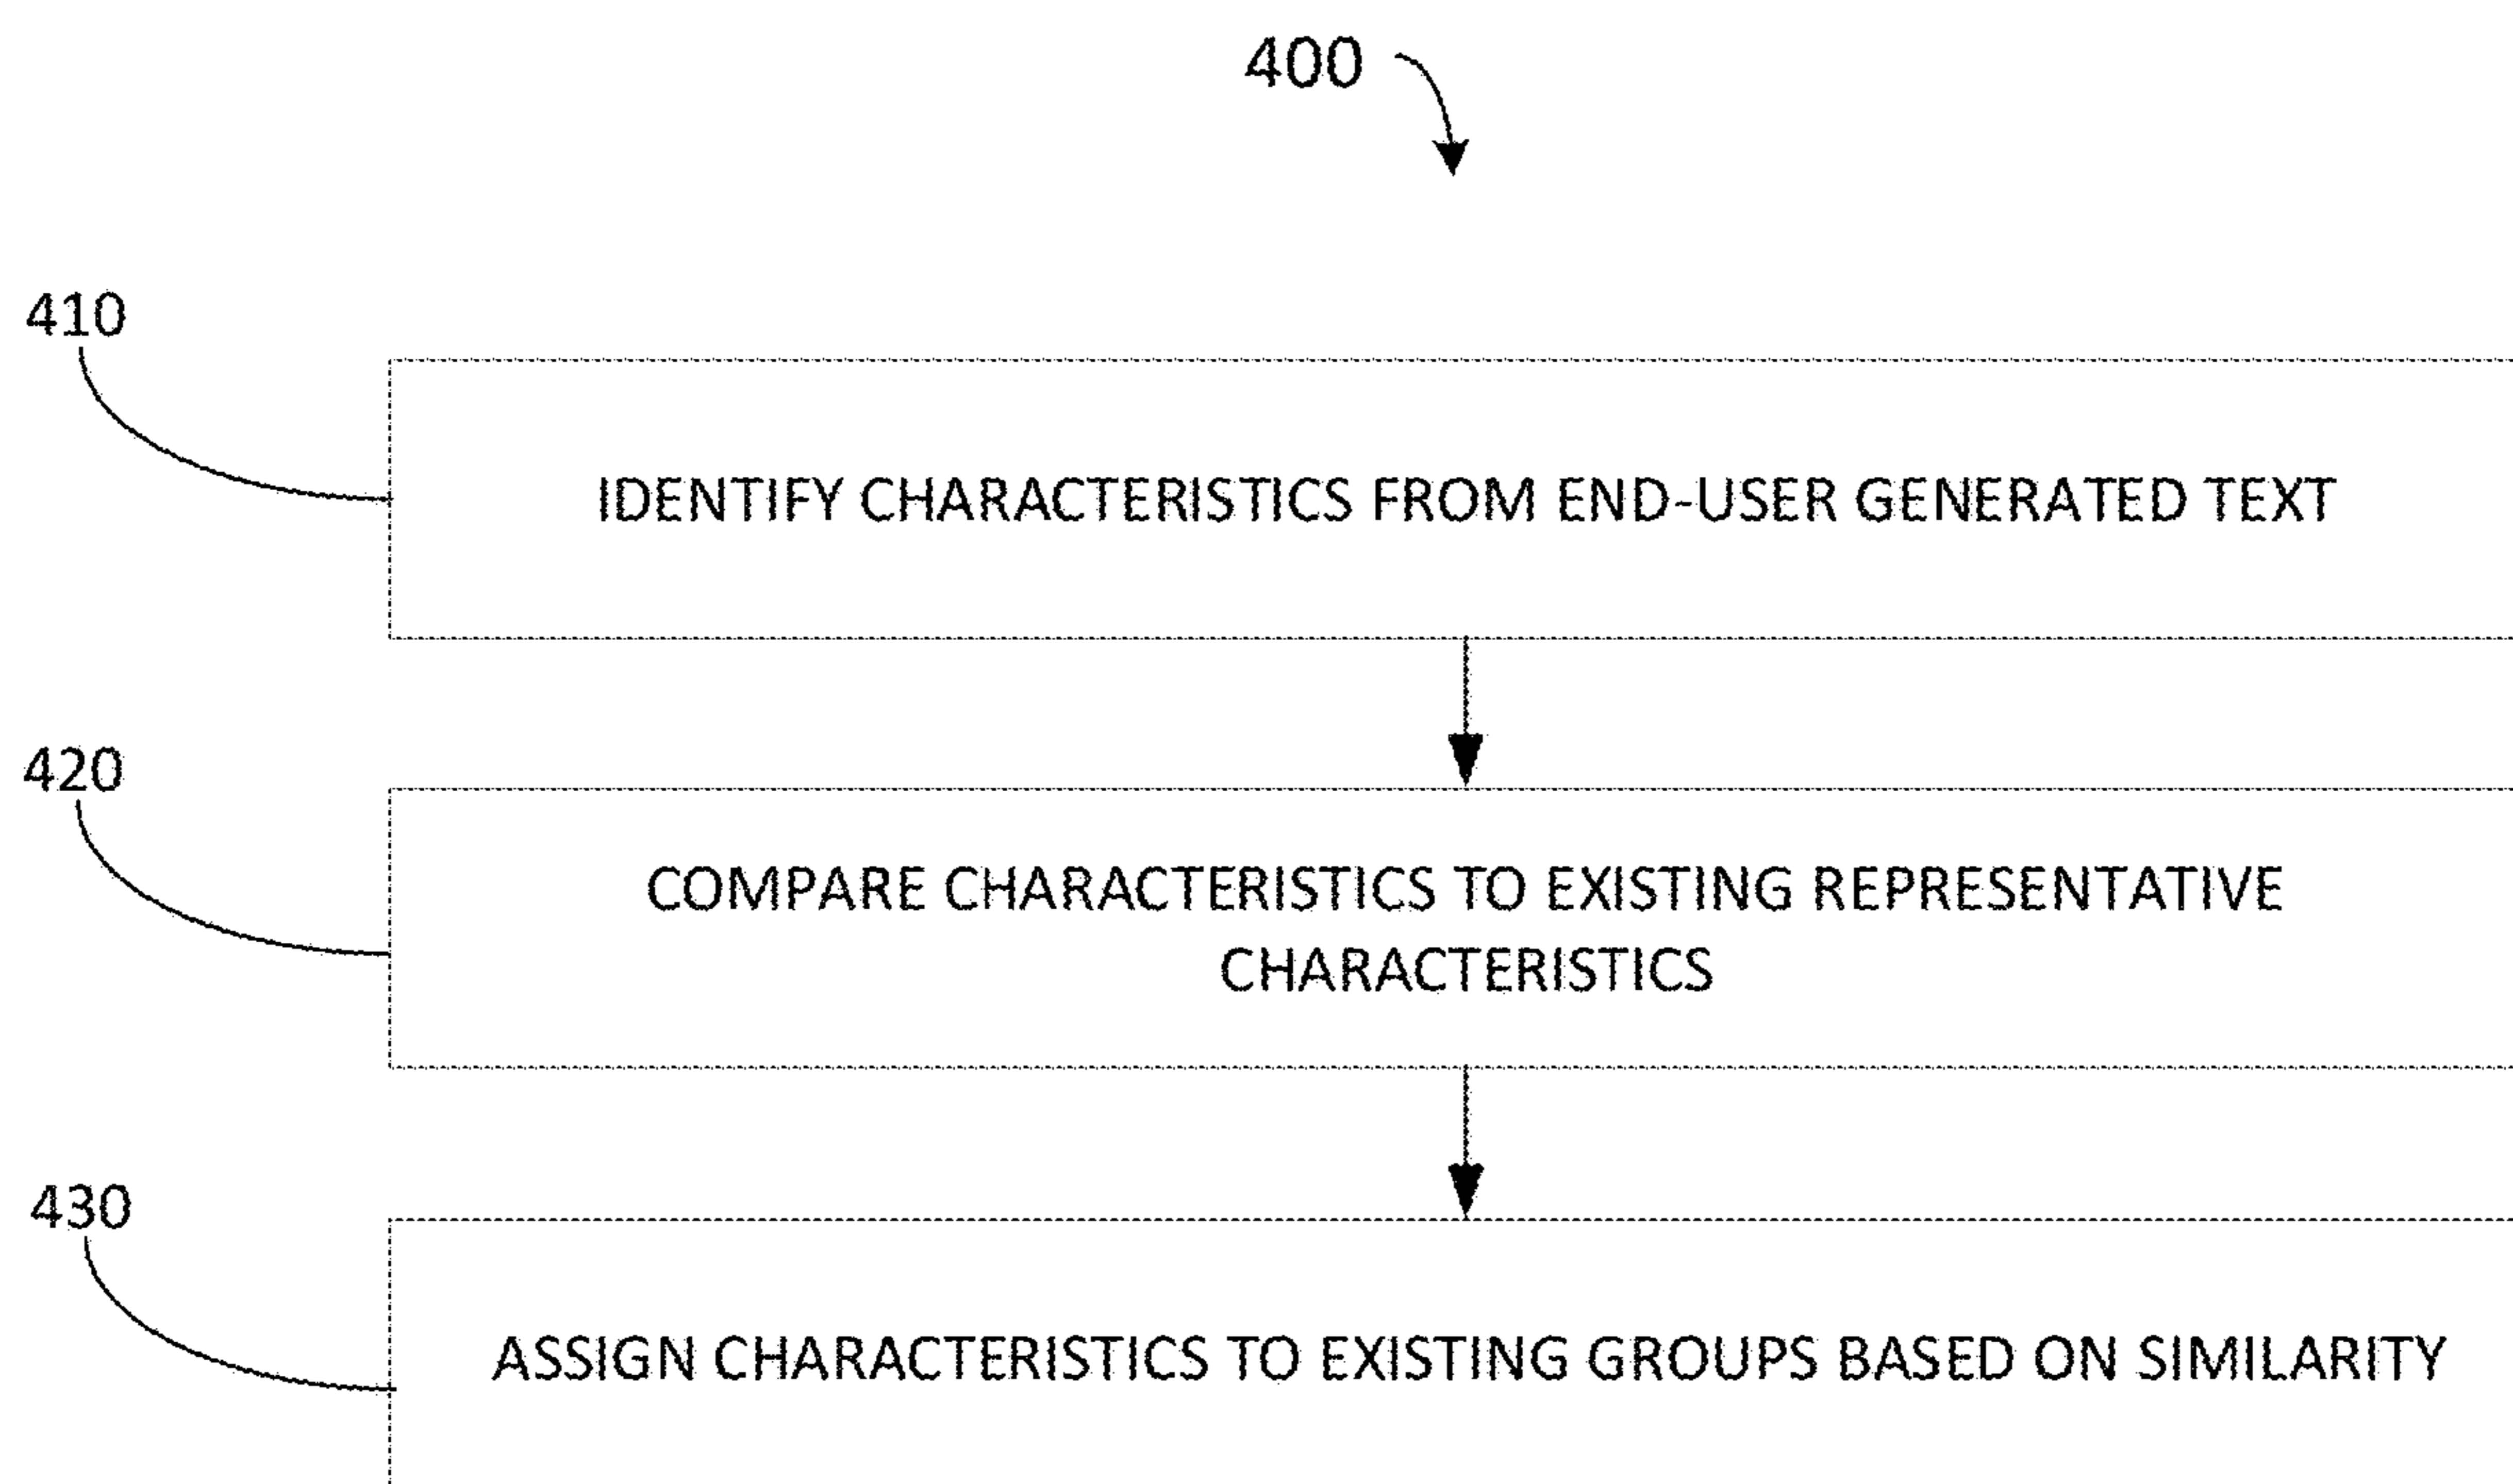 400
410
IDENTIFY CHARACTERISTICS FROM END-USER GENERATED TEXT
420
COMPARE CHARACTERISTICS TO EXISTING REPRESENTATIVE
CHARACTERISTICS
430
ASSIGN CHARACTERISTICS TO EXISTING GROUPS BASED ON SIMILARITY